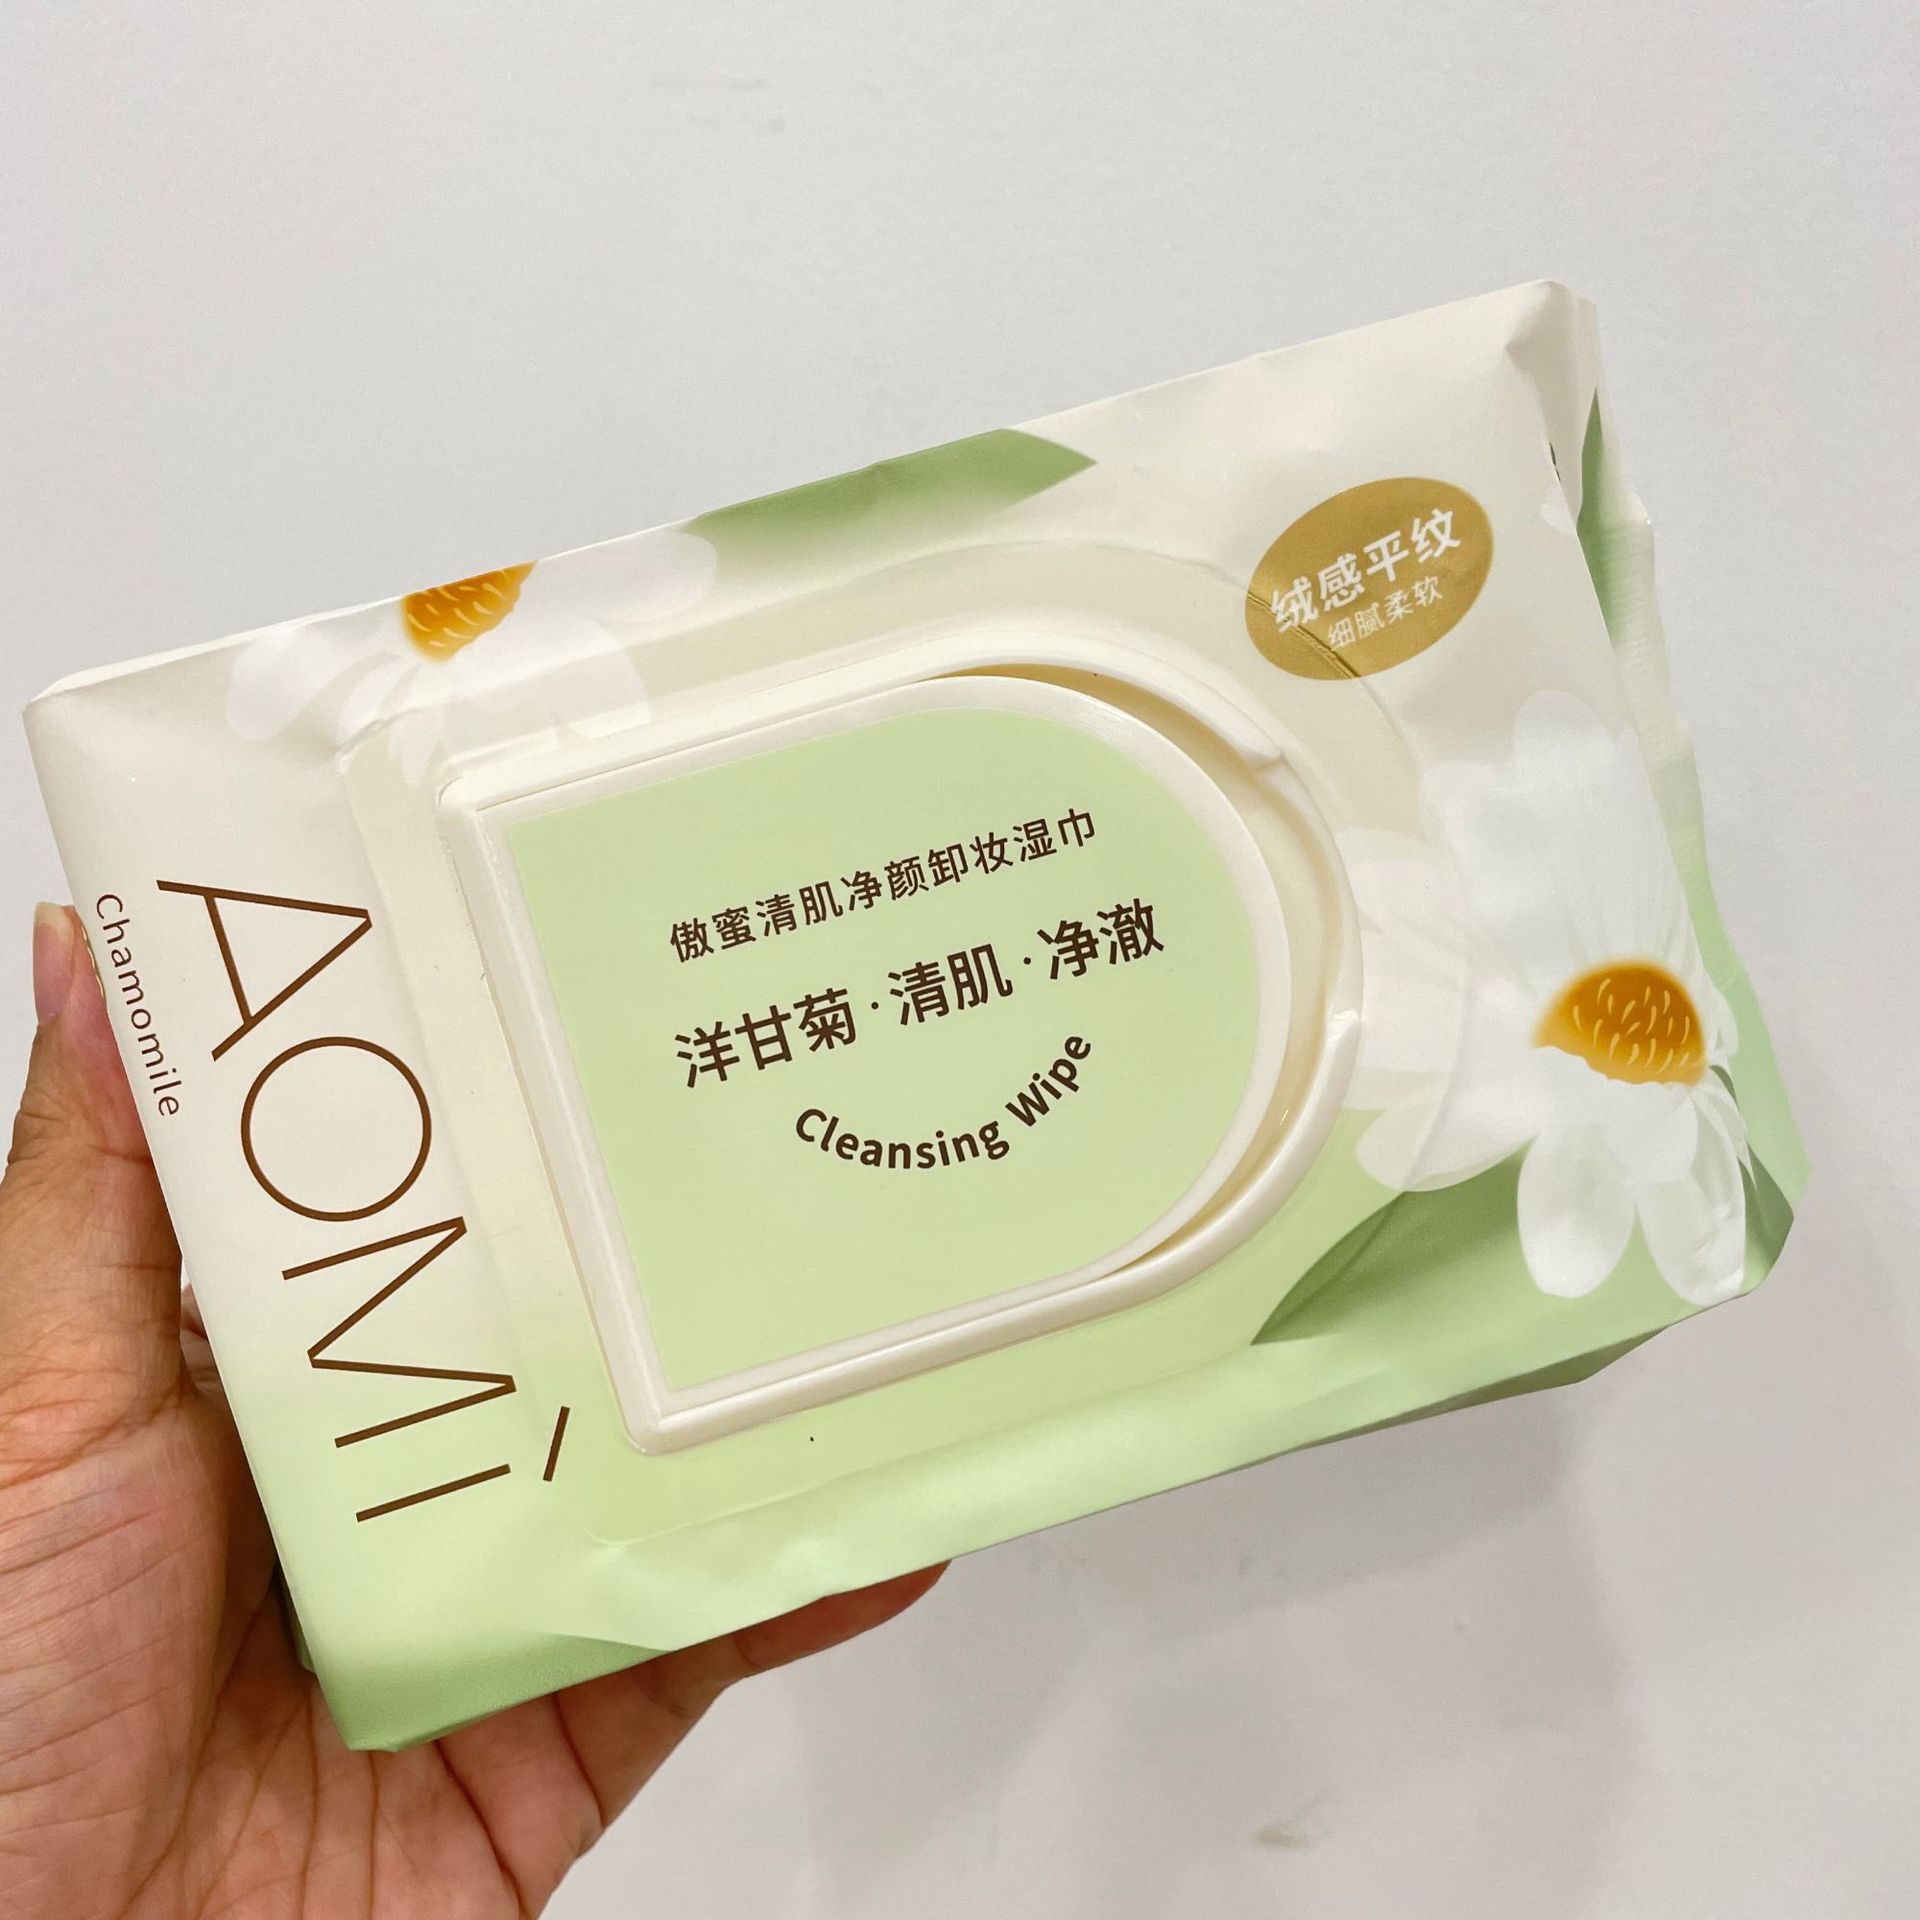 绒感平纹
细腻柔软
傲蜜清肌净颜卸妆湿巾
洋甘菊·清肌·净澈
Cleansing Wipe
AOMÌ
Chamomile